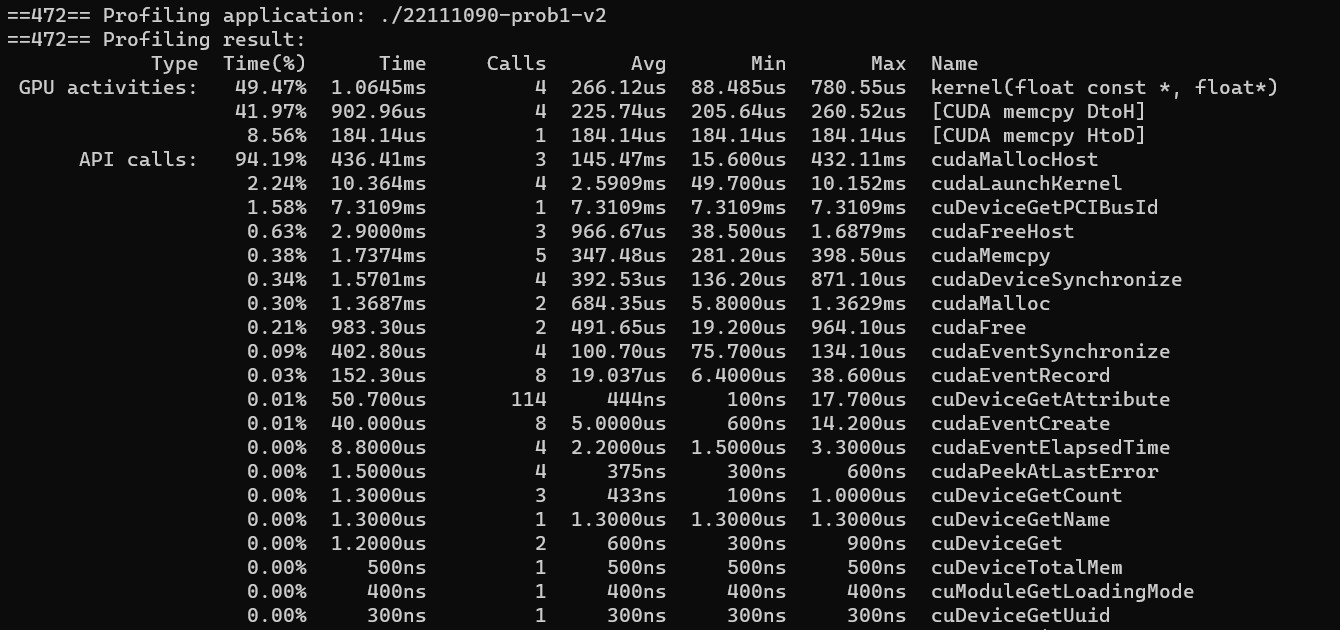 ==472== Profiling application: ./22111090-prob1-v2
==472== Profiling result:
            Type  Time(%)      Time     Calls       Avg       Min       Max  Name
 GPU activities:   49.47%  1.0645ms         4  266.12us  88.485us  780.55us  kernel(float const *, float*)
                   41.97%  902.96us         4  225.74us  205.64us  260.52us  [CUDA memcpy DtoH]
                    8.56%  184.14us         1  184.14us  184.14us  184.14us  [CUDA memcpy HtoD]
      API calls:   94.19%  436.41ms         3  145.47ms  15.600us  432.11ms  cudaMallocHost
                    2.24%  10.364ms         4  2.5909ms  49.700us  10.152ms  cudaLaunchKernel
                    1.58%  7.3109ms         1  7.3109ms  7.3109ms  7.3109ms  cuDeviceGetPCIBusId
                    0.63%  2.9000ms         3  966.67us  38.500us  1.6879ms  cudaFreeHost
                    0.38%  1.7374ms         5  347.48us  281.20us  398.50us  cudaMemcpy
                    0.34%  1.5701ms         4  392.53us  136.20us  871.10us  cudaDeviceSynchronize
                    0.30%  1.3687ms         2  684.35us  5.8000us  1.3629ms  cudaMalloc
                    0.21%  983.30us         2  491.65us  19.200us  964.10us  cudaFree
                    0.09%  402.80us         4  100.70us  75.700us  134.10us  cudaEventSynchronize
                    0.03%  152.30us         8  19.037us  6.4000us  38.600us  cudaEventRecord
                    0.01%  50.700us       114     444ns     100ns  17.700us  cuDeviceGetAttribute
                    0.01%  40.000us         8  5.0000us     600ns  14.200us  cudaEventCreate
                    0.00%  8.8000us         4  2.2000us  1.5000us  3.3000us  cudaEventElapsedTime
                    0.00%  1.5000us         4     375ns     300ns     600ns  cudaPeekAtLastError
                    0.00%  1.3000us         3     433ns     100ns  1.0000us  cuDeviceGetCount
                    0.00%  1.3000us         1  1.3000us  1.3000us  1.3000us  cuDeviceGetName
                    0.00%  1.2000us         2     600ns     300ns     900ns  cuDeviceGet
                    0.00%     500ns         1     500ns     500ns     500ns  cuDeviceTotalMem
                    0.00%     400ns         1     400ns     400ns     400ns  cuModuleGetLoadingMode
                    0.00%     300ns         1     300ns     300ns     300ns  cuDeviceGetUuid